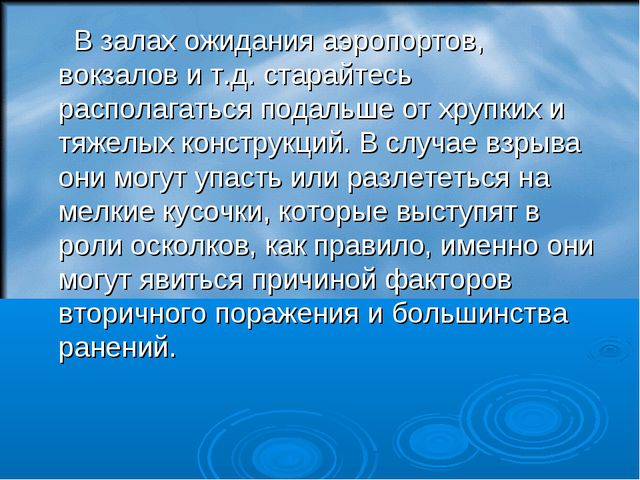 В залах ожидания аэропортов,
вокзалов и т.д. старайтесь
располагаться подальше от хрупких и
тяжелых конструкций. В случае взрыва
они могут упасть или разлететься на
мелкие кусочки, которые выступят в
роли осколков, как правило, именно они
могут явиться причиной факторов
вторичного поражения и большинства
ранений.